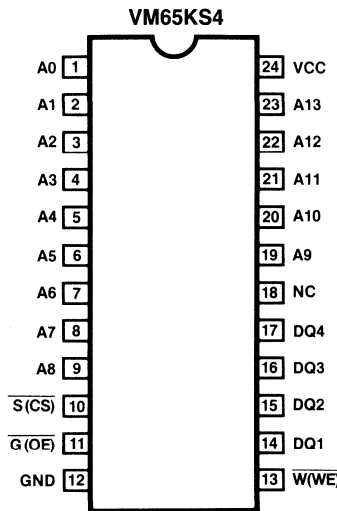 VM65KS4
A0 1 24 VCC
A1 2 23 A13
A2 3 22 A12
A3 4 21 A11
A4 5 20 A10
A5 6 19 A9
A6 7 18 NC
A7 8 17 DQ4
A8 9 16 DQ3
S(CS) 10 15 DQ2
G(OE) 11 14 DQ1
GND 12 13 W(WE)